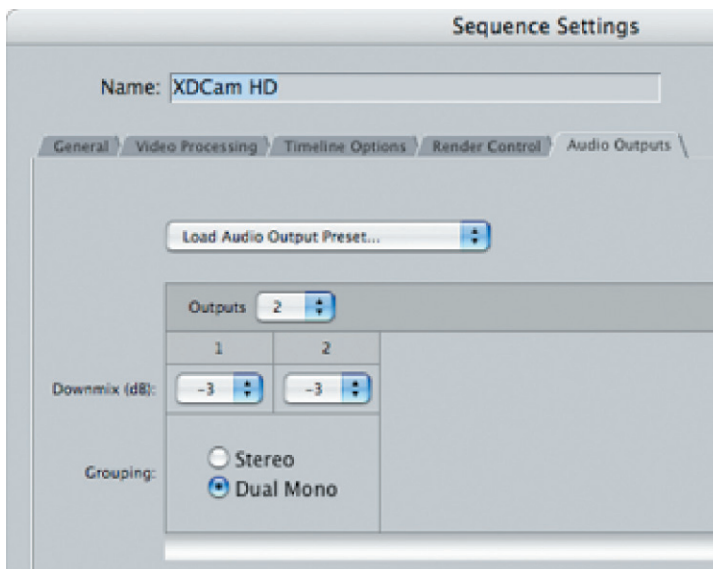 Sequence Settings
Name: XDCam HD
General Video Processing Timeline Options Render Control Audio Outputs
Load Audio Output Preset...
Outputs 2
1 2
Downmix (dB): -3 -3
Grouping:
Stereo
Dual Mono